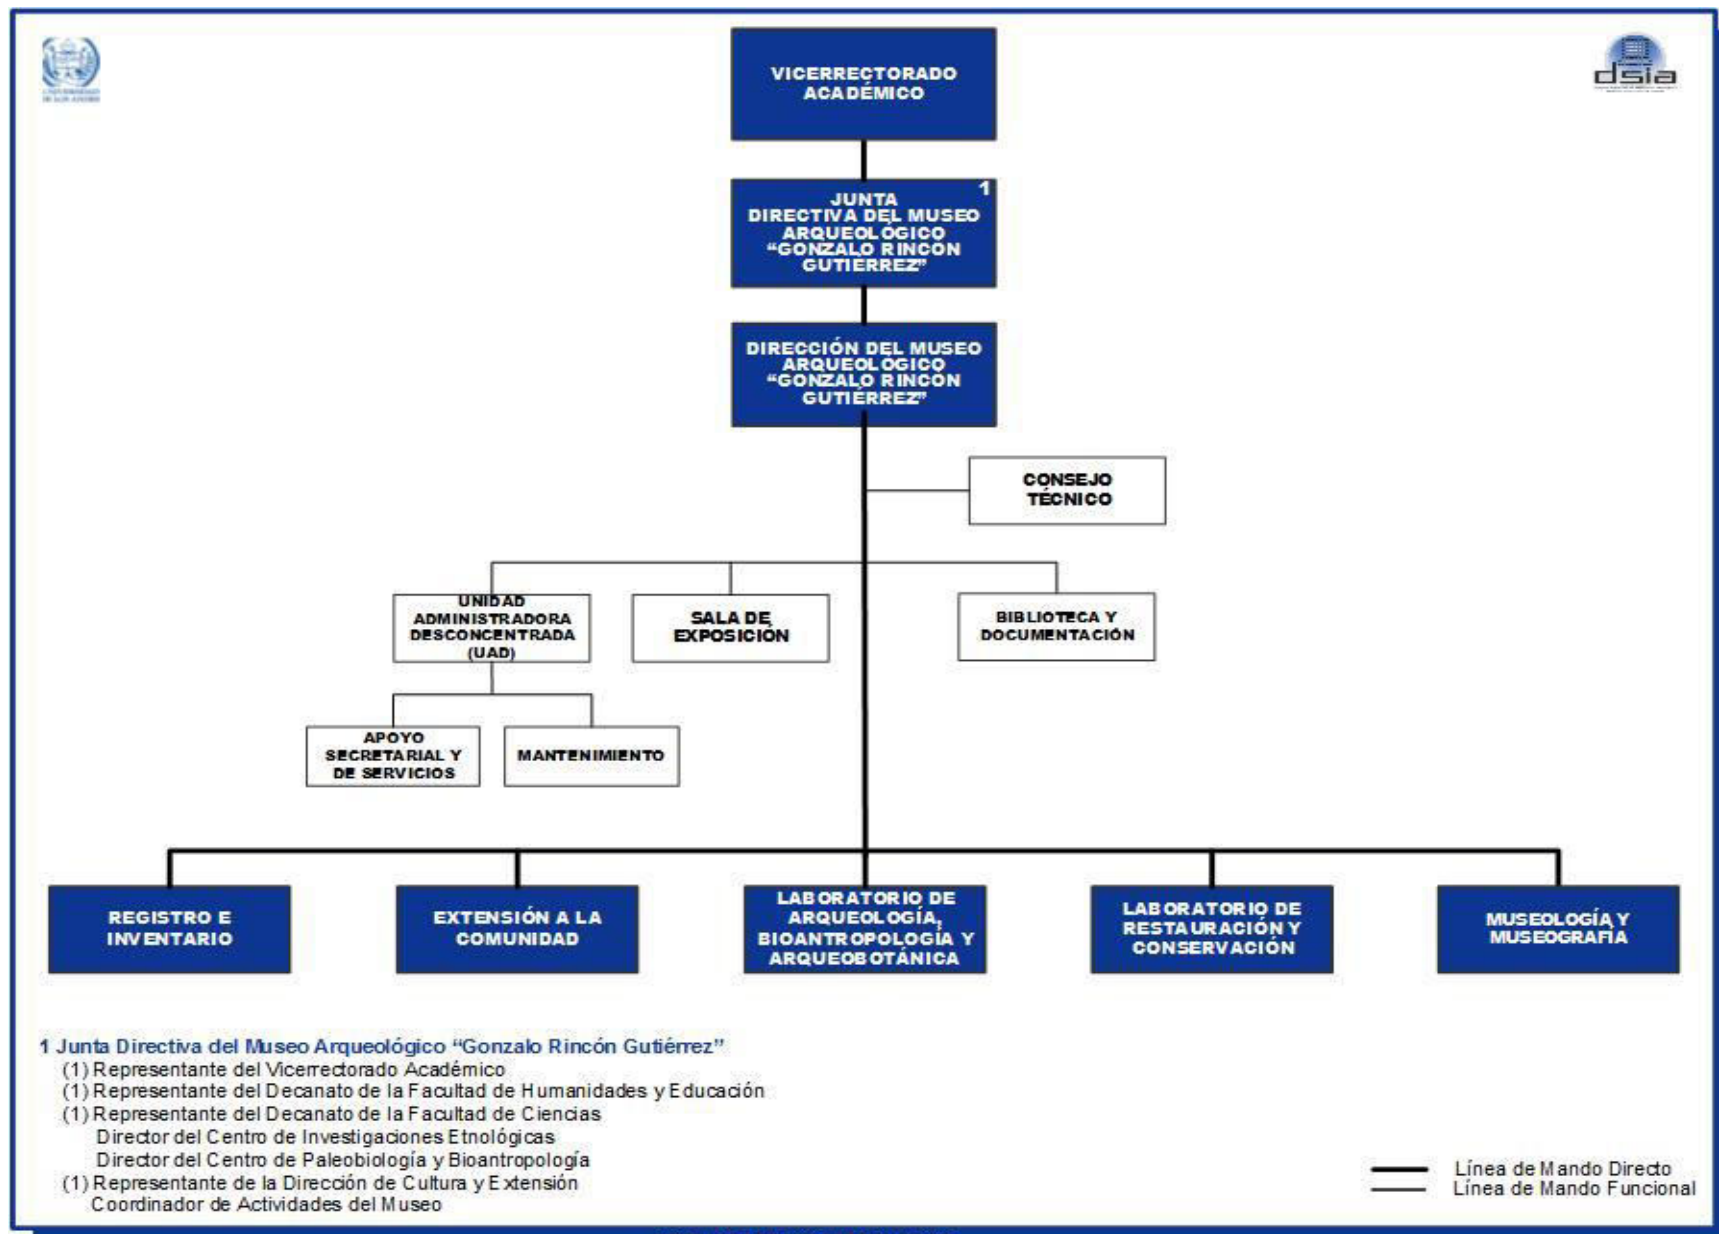 UNIVERSIDAD
DE LOS ANDES
dsia
VICERRECTORADO
ACADÉMICO
1
JUNTA
DIRECTIVA DEL MUSEO
ARQUEOLÓGICO
“GONZALO RINCÓN
GUTIÉRREZ”
DIRECCIÓN DEL MUSEO
ARQUEOLÓGICO
“GONZALO RINCÓN
GUTIÉRREZ”
CONSEJO
TÉCNICO
UNIDAD
ADMINISTRADORA
DESCONCENTRADA
(UAD)
SALA DE
EXPOSICIÓN
BIBLIOTECA Y
DOCUMENTACIÓN
APOYO
SECRETARIAL Y
DE SERVICIOS
MANTENIMIENTO
REGISTRO E
INVENTARIO
EXTENSIÓN A LA
COMUNIDAD
LABORATORIO DE
ARQUEOLOGÍA,
BIOANTROPOLOGÍA Y
ARQUEOBOTÁNICA
LABORATORIO DE
RESTAURACIÓN Y
CONSERVACIÓN
MUSEOLOGÍA Y
MUSEOGRAFÍA
1 Junta Directiva del Museo Arqueológico “Gonzalo Rincón Gutiérrez”
(1) Representante del Vicerrectorado Académico
(1) Representante del Decanato de la Facultad de Humanidades y Educación
(1) Representante del Decanato de la Facultad de Ciencias
Director del Centro de Investigaciones Etnológicas
Director del Centro de Paleobiología y Bioantropología
(1) Representante de la Dirección de Cultura y Extensión
Coordinador de Actividades del Museo
Línea de Mando Directo
Línea de Mando Funcional